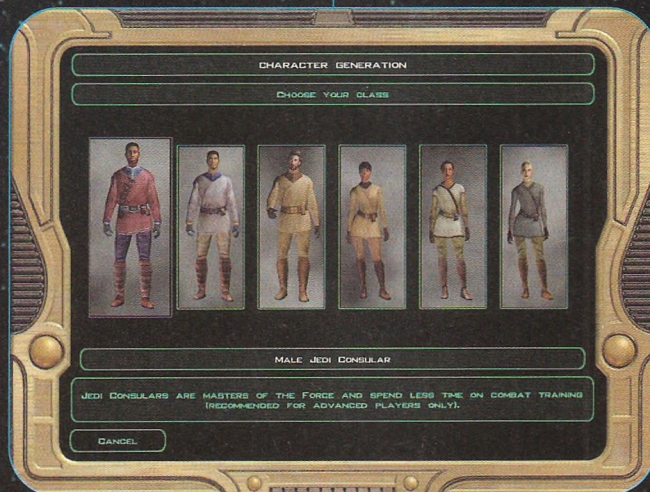 CHARACTER GENERATION
CHOOSE YOUR CLASS
MALE JEDI CONSULAR
JEDI CONSULARS ARE MASTERS OF THE FORCE AND SPEND LESS TIME ON COMBAT TRAINING
(RECOMMENDED FOR ADVANCED PLAYERS ONLY).
CANCEL